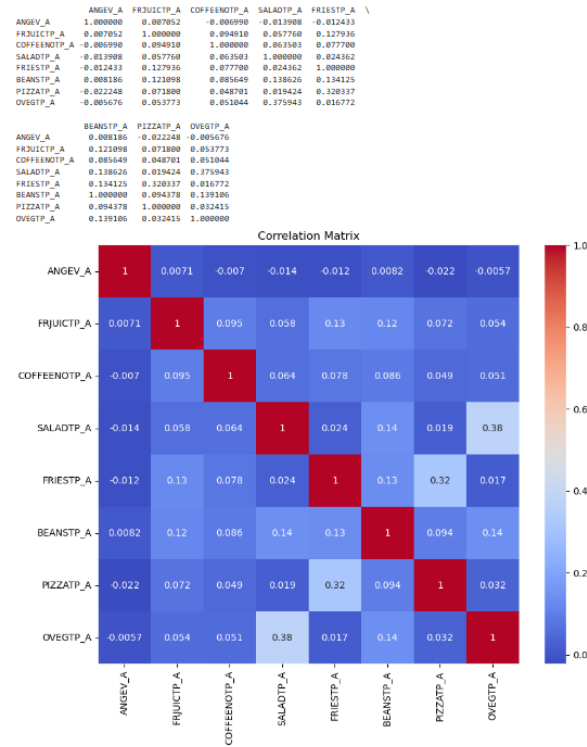 ANGEV_A FRJUICTP_A COFFEENOTP_A SALADTP_A FRIESTP_A \
ANGEV_A 1.000000 0.007052 -0.006990 -0.013908 -0.012433
FRJUICTP_A 0.007052 1.000000 0.094910 0.057760 0.127936
COFFEENOTP_A -0.006990 0.094910 1.000000 0.063503 0.077700
SALADTP_A -0.013908 0.057760 0.063503 1.000000 0.024362
FRIESTP_A -0.012433 0.127936 0.077700 0.024362 1.000000
BEANSTP_A 0.008186 0.121098 0.085649 0.138626 0.134125
PIZZATP_A -0.022248 0.071800 0.048701 0.019424 0.320337
OVEGTP_A -0.005676 0.053773 0.051044 0.375943 0.016772
BEANSTP_A PIZZATP_A OVEGTP_A
ANGEV_A 0.008186 -0.022248 -0.005676
FRJUICTP_A 0.121098 0.071800 0.053773
COFFEENOTP_A 0.085649 0.048701 0.051044
SALADTP_A 0.138626 0.019424 0.375943
FRIESTP_A 0.134125 0.320337 0.016772
BEANSTP_A 1.000000 0.094378 0.139106
PIZZATP_A 0.094378 1.000000 0.032415
OVEGTP_A 0.139106 0.032415 1.000000
Correlation Matrix
ANGEV_A 1 0.0071 -0.007 -0.014 -0.012 0.0082 -0.022 -0.0057
FRJUICTP_A 0.0071 1 0.095 0.058 0.13 0.12 0.072 0.054
COFFEENOTP_A -0.007 0.095 1 0.064 0.078 0.086 0.049 0.051
SALADTP_A -0.014 0.058 0.064 1 0.024 0.14 0.019 0.38
FRIESTP_A -0.012 0.13 0.078 0.024 1 0.13 0.32 0.017
BEANSTP_A 0.0082 0.12 0.086 0.14 0.13 1 0.094 0.14
PIZZATP_A -0.022 0.072 0.049 0.019 0.32 0.094 1 0.032
OVEGTP_A -0.0057 0.054 0.051 0.38 0.017 0.14 0.032 1
ANGEV_A FRJUICTP_A COFFEENOTP_A SALADTP_A FRIESTP_A BEANSTP_A PIZZATP_A OVEGTP_A
1.0
0.8
0.6
0.4
0.2
0.0